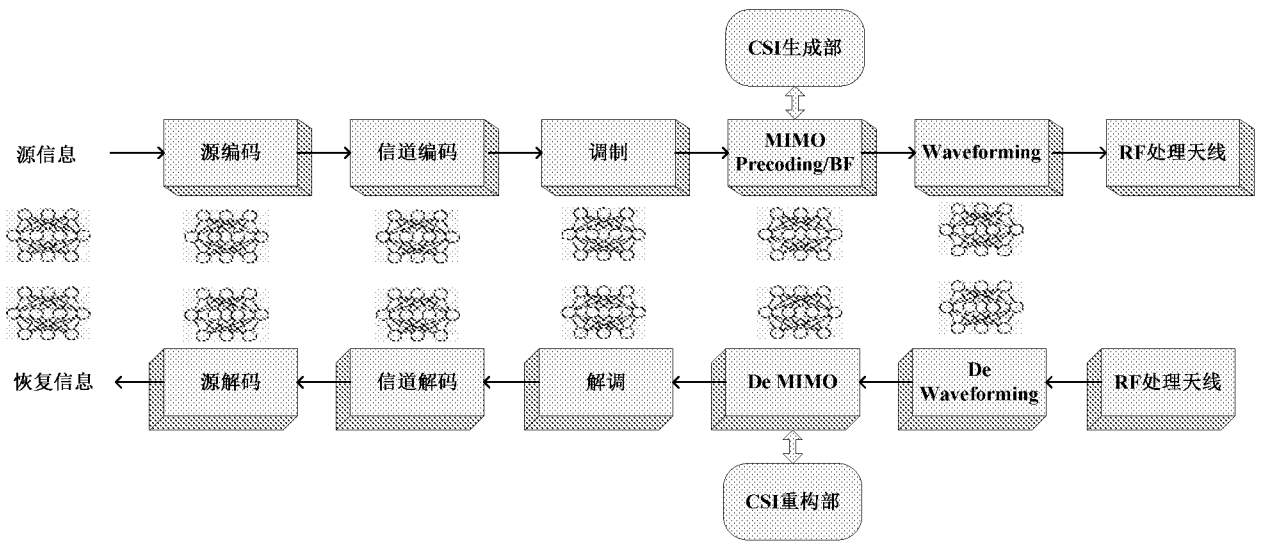 CSI生成部
源信息
源编码
信道编码
调制
MIMO
Precoding/BF
Waveforming
RF处理天线
恢复信息
源解码
信道解码
解调
De MIMO
De
Waveforming
RF处理天线
CSI重构部